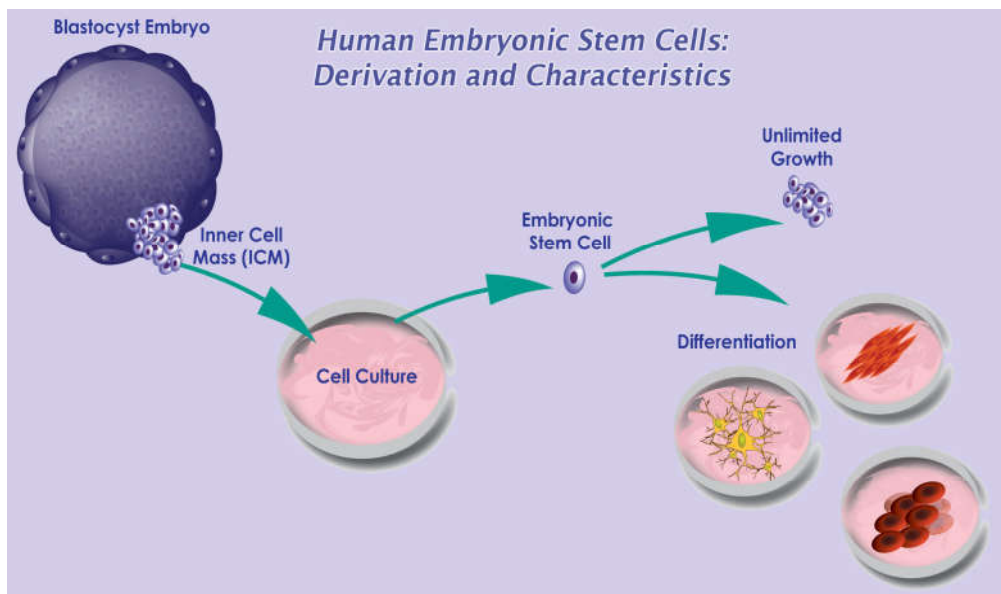 Blastocyst Embryo
Human Embryonic Stem Cells:
Derivation and Characteristics
Unlimited
Growth
Inner Cell
Mass (ICM)
Embryonic
Stem Cell
Cell Culture
Differentiation